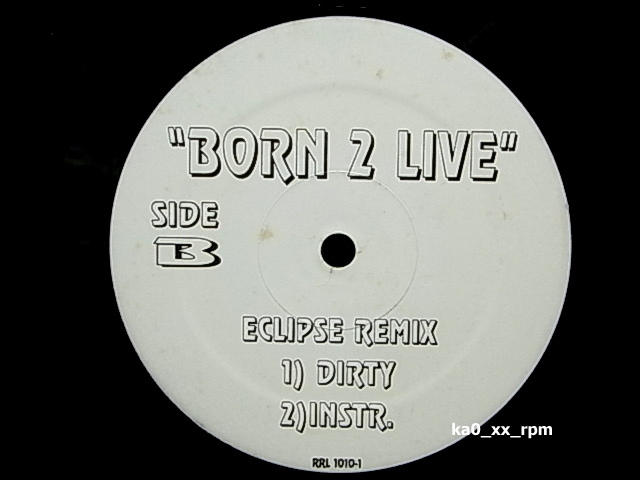 "BORN 2 LIVE"
SIDE
B
ECLIPSE REMIX
1) DIRTY
2)INSTR.
ka0_xx_rpm
RRL 1010-1